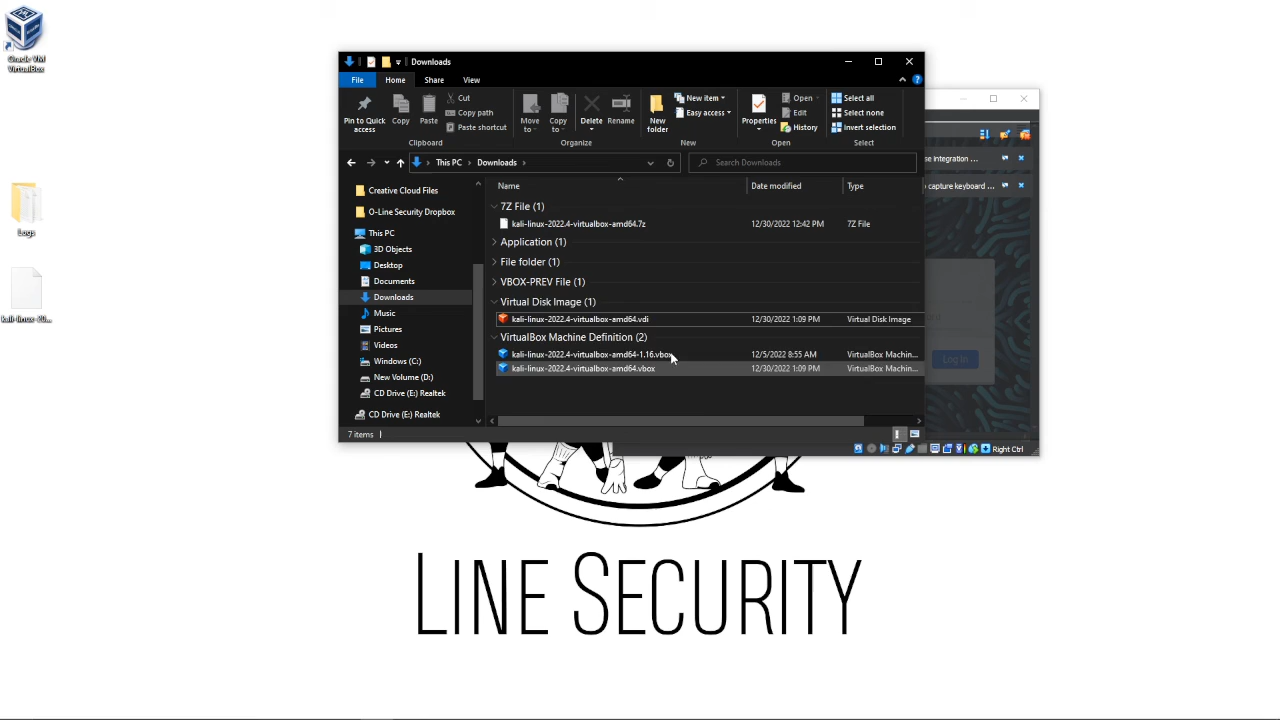 Oracle VM
VirtualBox
Logs
kali-linux-20...
Downloads
File
Home
Share
View
Pin to Quick
access
Copy
Paste
Cut
Copy path
Paste shortcut
Clipboard
Move
to
Copy
to
Delete
Rename
Organize
New
folder
New item
Easy access
New
Properties
Open
Edit
History
Open
Select all
Select none
Invert selection
Select
This PC
Downloads
Search Downloads
Creative Cloud Files
O-Line Security Dropbox
This PC
3D Objects
Desktop
Documents
Downloads
Music
Pictures
Videos
Windows (C:)
New Volume (D:)
CD Drive (E:) Realtek
CD Drive (E:) Realtek
Name
Date modified
Type
7Z File (1)
kali-linux-2022.4-virtualbox-amd64.7z 12/30/2022 12:42 PM 7Z File
Application (1)
File folder (1)
VBOX-PREV File (1)
Virtual Disk Image (1)
kali-linux-2022.4-virtualbox-amd64.vdi 12/30/2022 1:09 PM Virtual Disk Image
VirtualBox Machine Definition (2)
kali-linux-2022.4-virtualbox-amd64-1.16.vbox 12/5/2022 8:55 AM VirtualBox Machin...
kali-linux-2022.4-virtualbox-amd64.vbox 12/30/2022 1:09 PM VirtualBox Machin...
7 items
se integration ...
capture keyboard ...
Log In
Right Ctrl
LINE SECURITY